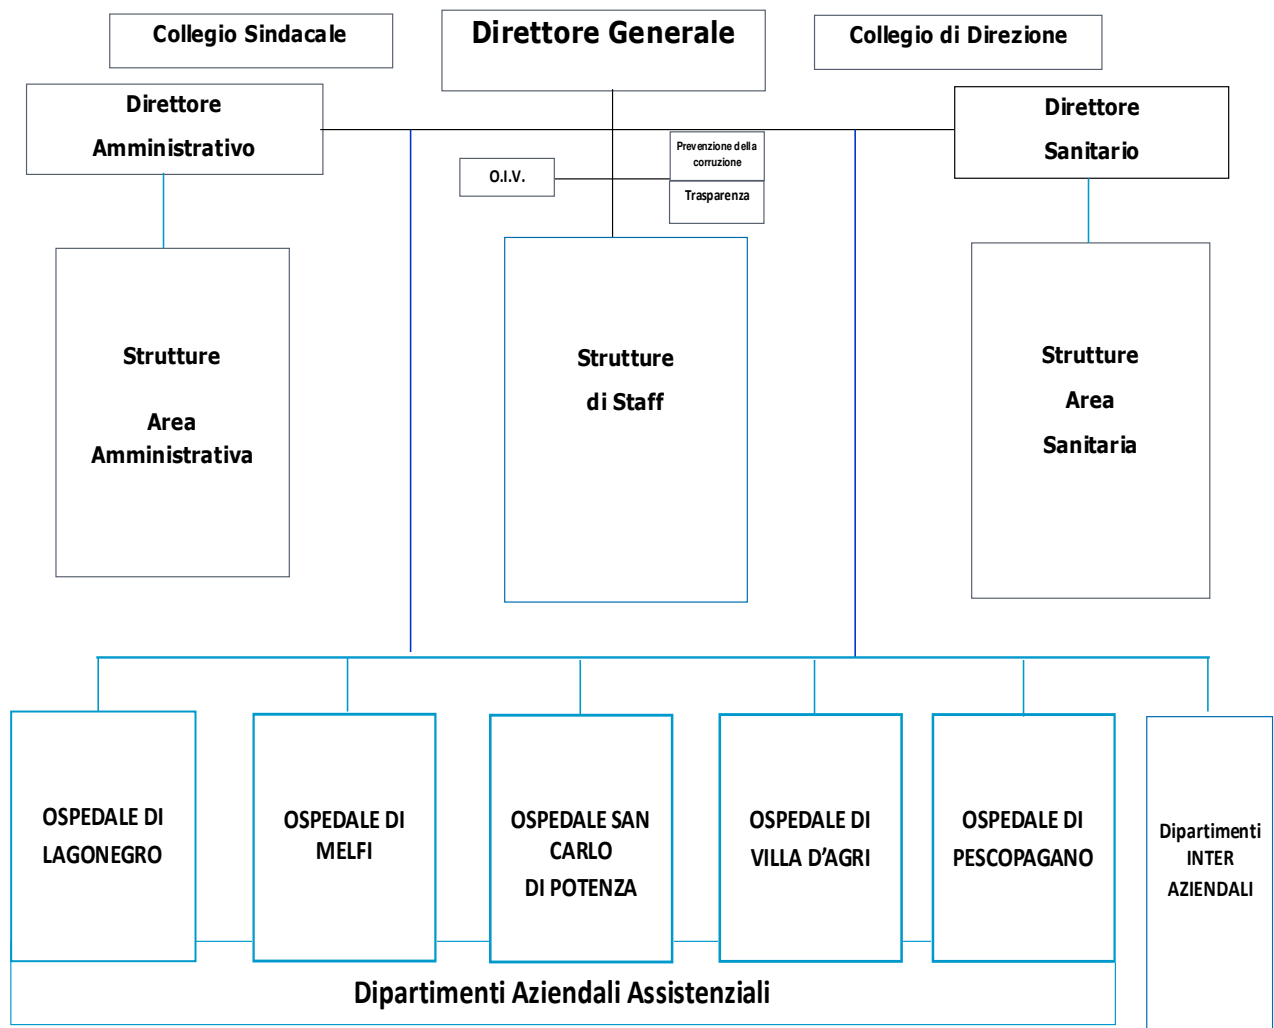 Collegio Sindacale
Direttore Generale
Collegio di Direzione
Direttore
Amministrativo
Direttore
Sanitario
Prevenzione della
corruzione
O.I.V.
Trasparenza
Strutture
Area
Amministrativa
Strutture
di Staff
Strutture
Area
Sanitaria
OSPEDALE DI
LAGONEGRO
OSPEDALE DI
MELFI
OSPEDALE SAN
CARLO
DI POTENZA
OSPEDALE DI
VILLA D’AGRI
OSPEDALE DI
PESCOPAGANO
Dipartimenti
INTER
AZIENDALI
Dipartimenti Aziendali Assistenziali